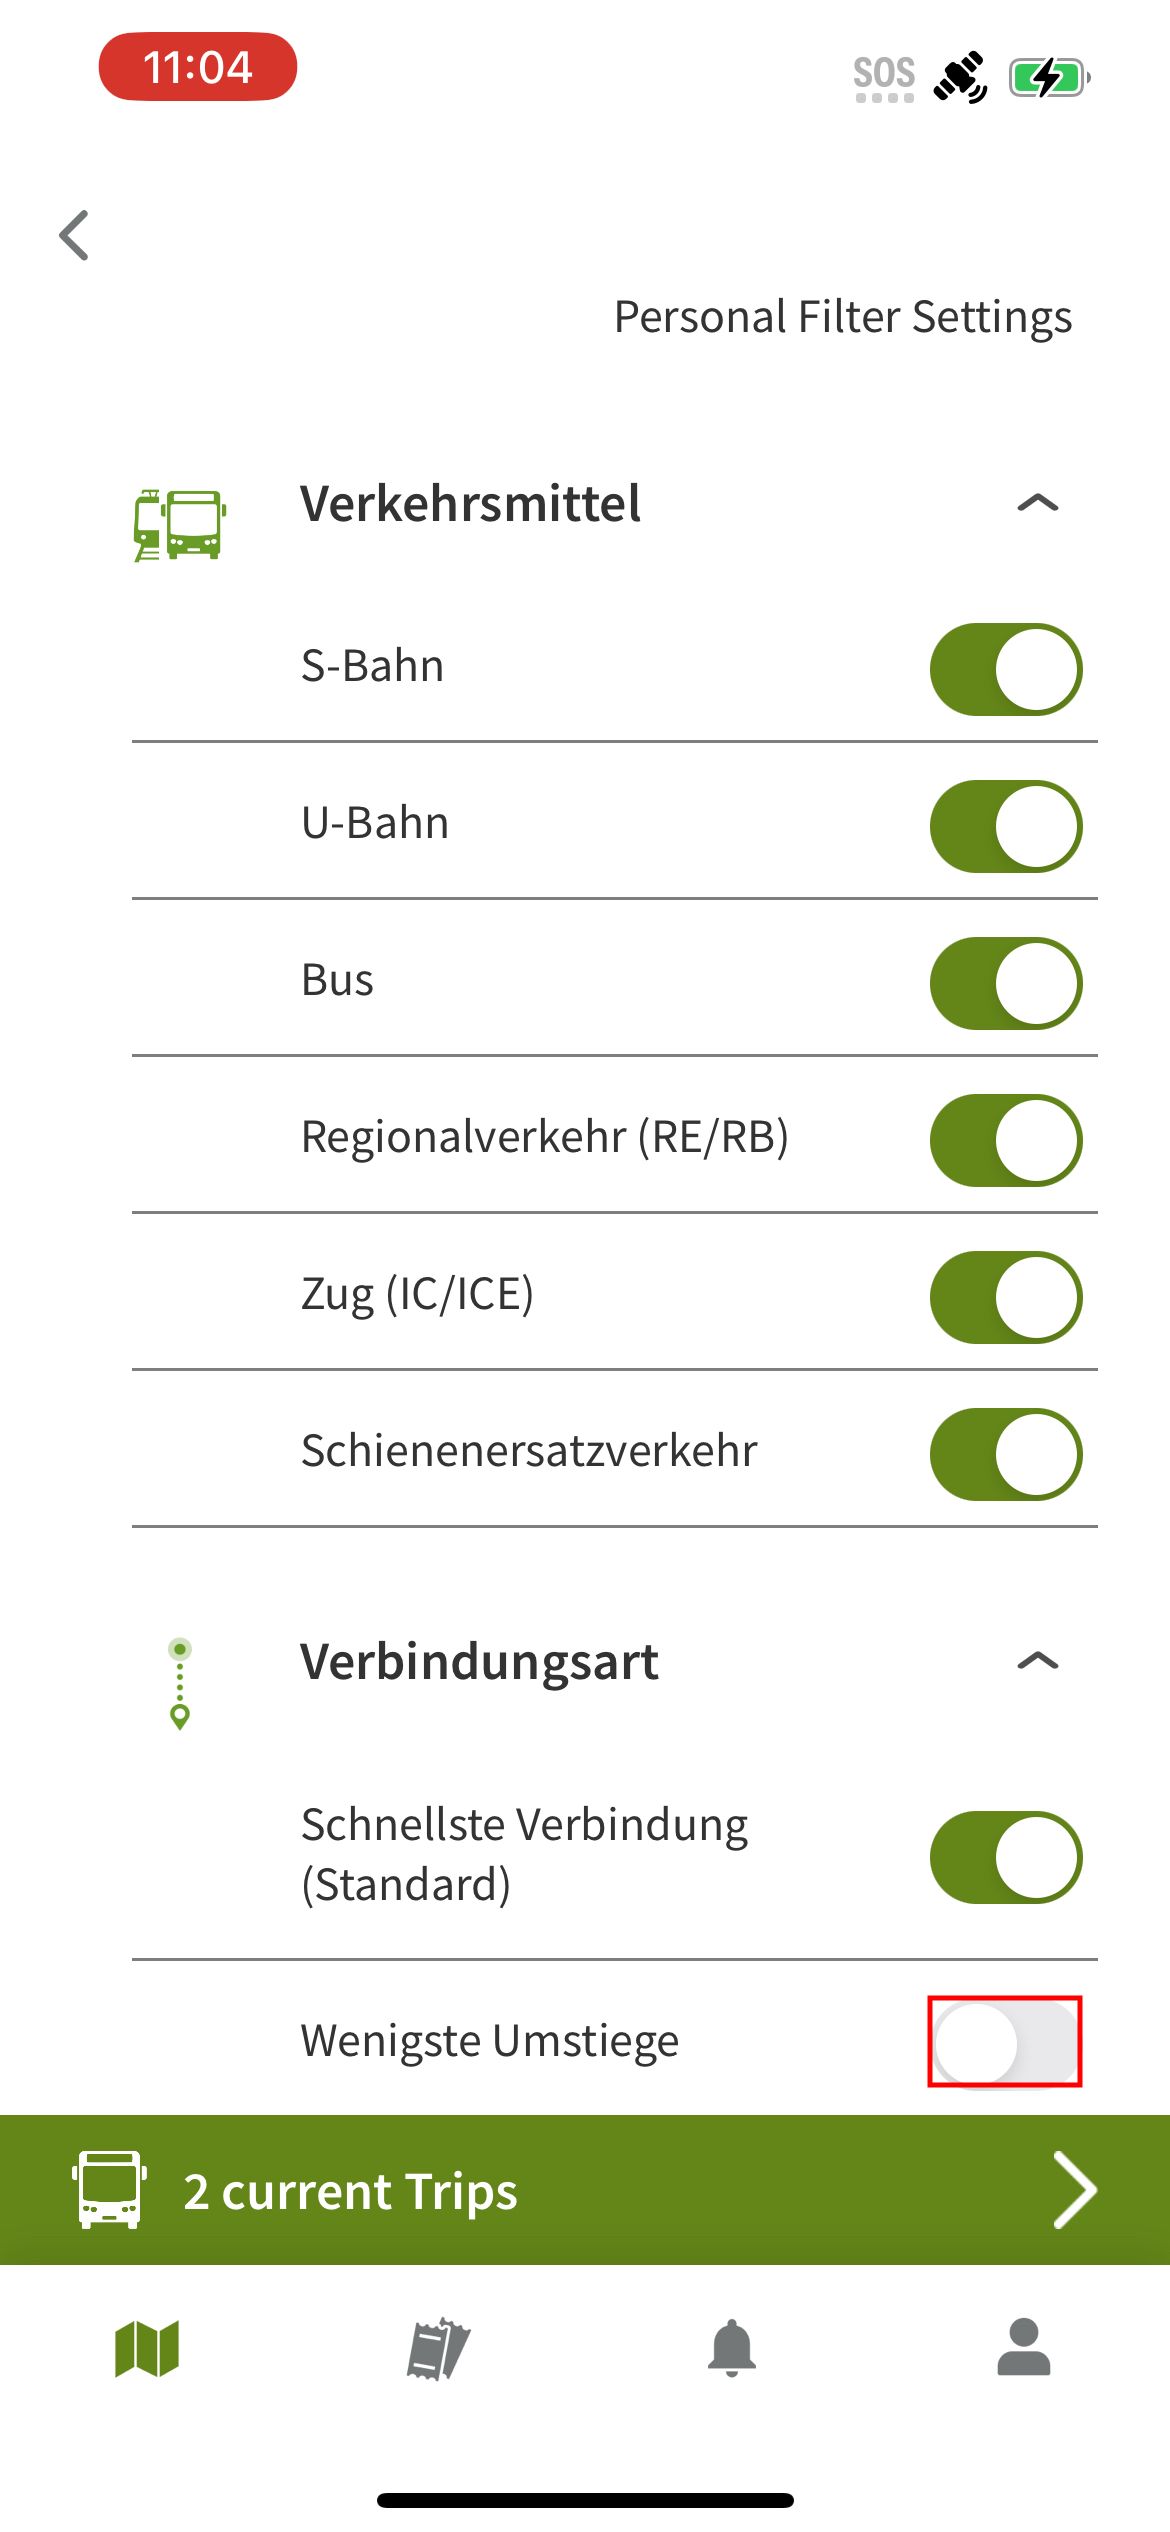 11:04
SOS
Personal Filter Settings
Verkehrsmittel
S-Bahn
U-Bahn
Bus
Regionalverkehr (RE/RB)
Zug (IC/ICE)
Schienenersatzverkehr
Verbindungsart
Schnellste Verbindung
(Standard)
Wenigste Umstiege
2 current Trips